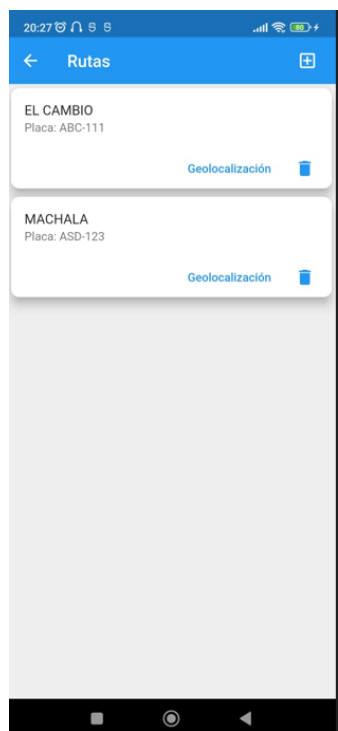 20:27
80
Rutas
EL CAMBIO
Placa: ABC-111
Geolocalización
MACHALA
Placa: ASD-123
Geolocalización